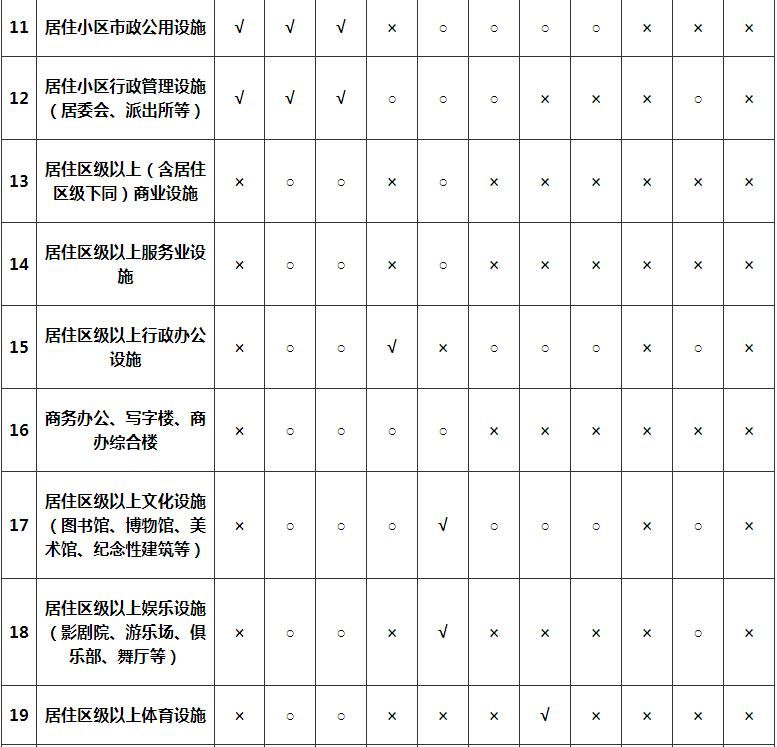 11 居住小区市政公用设施 √ √ √ × ○ ○ ○ ○ × × ×
12 居住小区行政管理设施
（居委会、派出所等） √ √ √ ○ ○ ○ × × × ○ ×
13 居住区级以上（含居住
区级下同）商业设施 × ○ ○ × ○ × × × × × ×
14 居住区级以上服务业设
施 × ○ ○ × ○ × × × × × ×
15 居住区级以上行政办公
设施 × ○ ○ √ × ○ ○ ○ × ○ ×
16 商务办公、写字楼、商
办综合楼 × ○ ○ ○ ○ × × × × × ×
17 居住区级以上文化设施
（图书馆、博物馆、美
术馆、纪念性建筑等） × ○ ○ ○ √ ○ ○ ○ × ○ ×
18 居住区级以上娱乐设施
（影剧院、游乐场、俱
乐部、舞厅等） × ○ ○ × √ × × × × ○ ×
19 居住区级以上体育设施 × ○ ○ × × × √ × × × ×